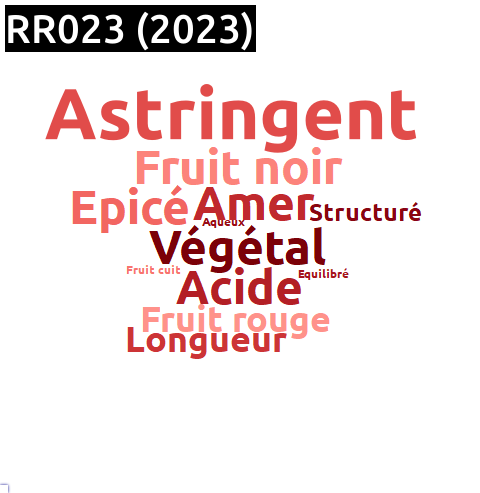 RR023 (2023)
Astringent
Fruit noir
Epicé
Amer
Structuré
Aqueux
Végétal
Fruit cuit
Equilibré
Acide
Fruit rouge
Longueur